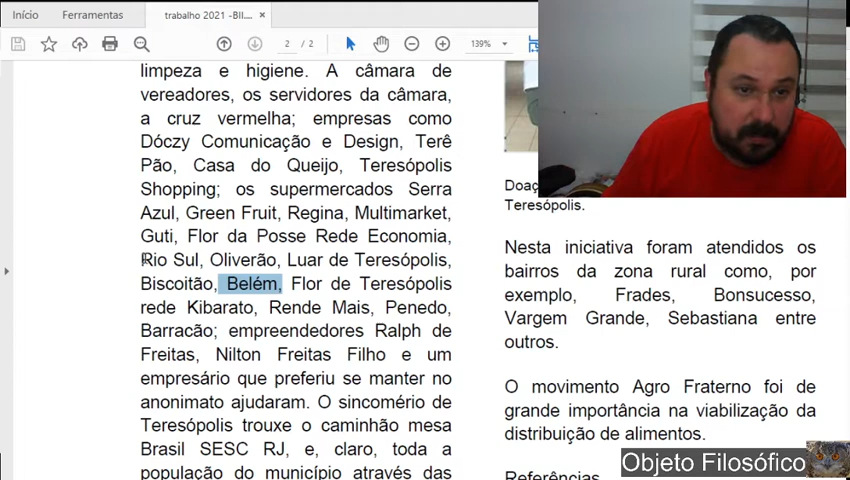 Início
Ferramentas
trabalho 2021 -BII... ×
2 / 2
139%
limpeza e higiene. A câmara de
vereadores, os servidores da câmara,
a cruz vermelha; empresas como
Dóczy Comunicação e Design, Terê
Pão, Casa do Queijo, Teresópolis
Shopping; os supermercados Serra
Azul, Green Fruit, Regina, Multimarket,
Guti, Flor da Posse Rede Economia,
Rio Sul, Oliverão, Luar de Teresópolis,
Biscoitão, Belém, Flor de Teresópolis
rede Kibarato, Rende Mais, Penedo,
Barracão; empreendedores Ralph de
Freitas, Nilton Freitas Filho e um
empresário que preferiu se manter no
anonimato ajudaram. O sincomério de
Teresópolis trouxe o caminhão mesa
Brasil SESC RJ, e, claro, toda a
população do município através das
Teresópolis.
Nesta iniciativa foram atendidos os
bairros da zona rural como, por
exemplo, Frades, Bonsucesso,
Vargem Grande, Sebastiana entre
outros.
O movimento Agro Fraterno foi de
grande importância na viabilização da
distribuição de alimentos.
Referências
Objeto Filosófico